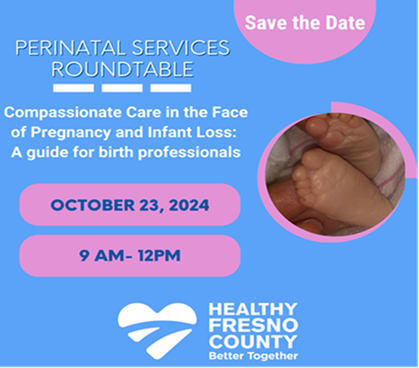 Save the Date
PERINATAL SERVICES
ROUNDTABLE
Compassionate Care in the Face
of Pregnancy and Infant Loss:
A guide for birth professionals
OCTOBER 23, 2024
9 AM- 12PM
HEALTHY
FRESNO
COUNTY
Better Together